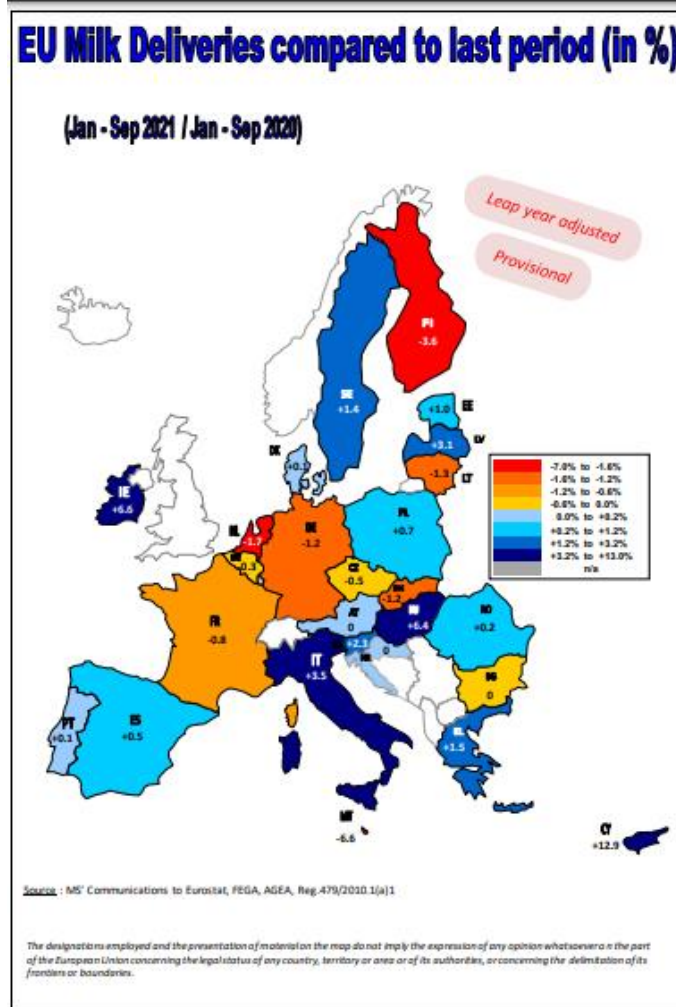 EU Milk Deliveries compared to last period (in %)
(Jan - Sep 2021 / Jan - Sep 2020)
Leap year adjusted
Provisional
FI
-3.6
SE
+1.4
+1.0
EE
LV
+3.1
DK
+0.1
-1.3
LT
IE
+6.6
-7.0% to -1.6%
-1.6% to -1.2%
-1.2% to -0.6%
-0.6% to 0.0%
0.0% to +0.2%
+0.2% to +1.2%
+1.2% to +3.2%
+3.2% to +13.0%
n/a
NL
-1.7
DE
-1.2
PL
+0.7
-0.3
CZ
-0.5
-1.2
AT
0
HU
+6.4
RO
+0.2
FR
-0.8
IT
+3.5
+2.3
0
BG
0
PT
+0.1
ES
+0.5
EL
+1.5
MT
-6.6
CY
+12.9
Source : MS' Communications to Eurostat, FEGA, AGEA, Reg.479/2010.1(a)1
The designations employed and the presentation of material on the map do not imply the expression of any opinion whatsoever on the part
of the European Union concerning the legal status of any country, territory or area or of its authorities, or concerning the delimitation of its
frontiers or boundaries.